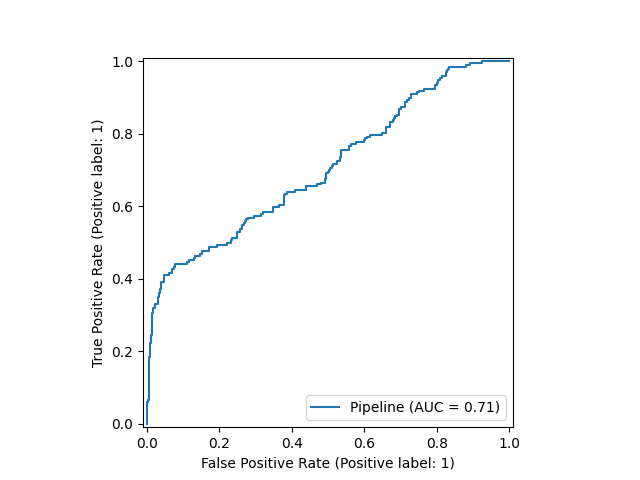 1.0
0.8
0.6
0.4
0.2
0.0
True Positive Rate (Positive label: 1)
Pipeline (AUC = 0.71)
0.0 0.2 0.4 0.6 0.8 1.0
False Positive Rate (Positive label: 1)